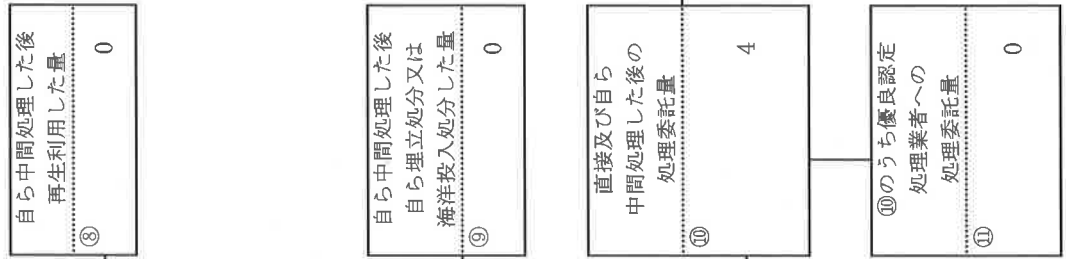 自ら中間処理した後
再生利用した量
⑧
0
自ら中間処理した後
自ら埋立処分又は
海洋投入処分した量
⑨
0
直接及び自ら
中間処理した後の
処理委託量
⑩
4
⑩のうち優良認定
処理業者への
処理委託量
⑪
0